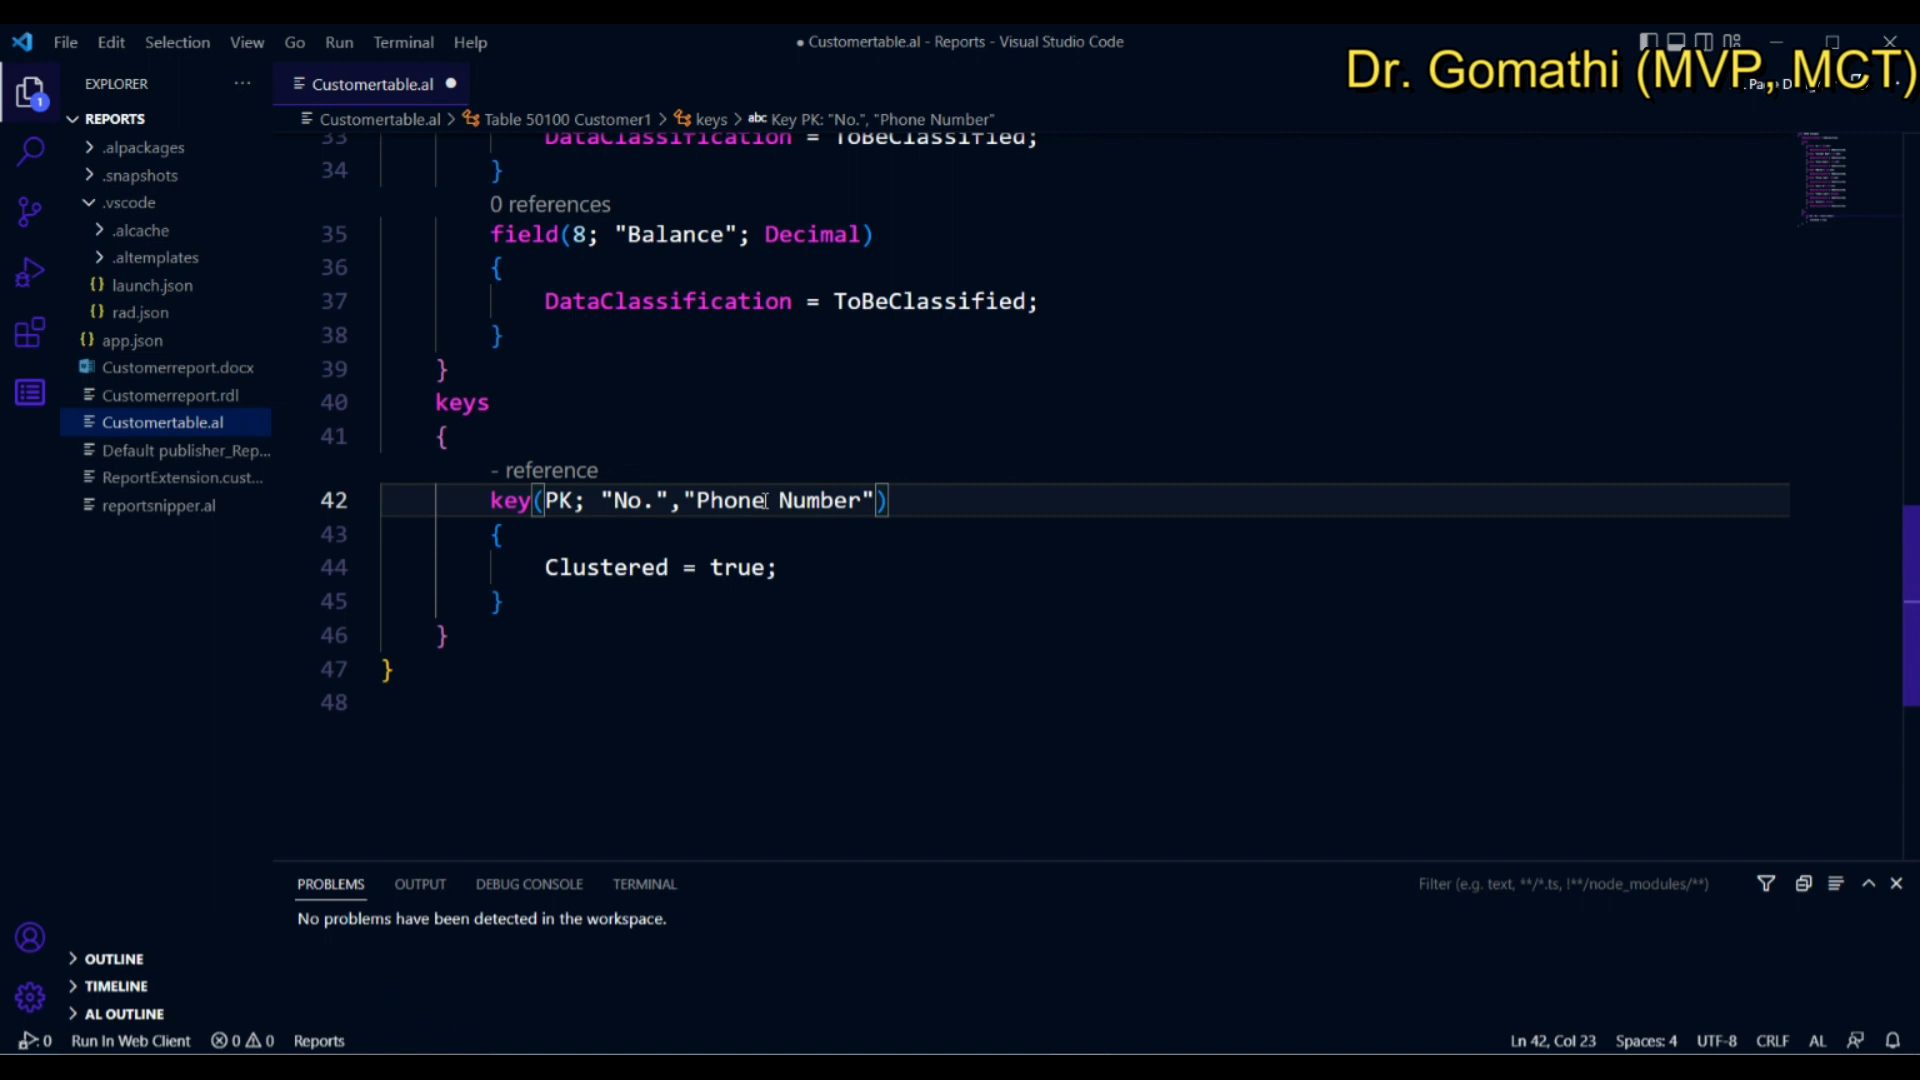 File Edit Selection View Go Run Terminal Help
● Customertable.al - Reports - Visual Studio Code
Dr. Gomathi (MVP, MCT)
EXPLORER ···
Customertable.al ●
REPORTS
Customertable.al > Table 50100 Customer1 > keys > abc Key PK: "No.", "Phone Number"
.alpackages
.snapshots
.vscode
.alcache
.altemplates
{} launch.json
{} rad.json
{} app.json
Customerreport.docx
Customerreport.rdl
Customertable.al
Default publisher_Rep...
ReportExtension.cust...
reportsnipper.al
1
33 DataClassification = ToBeClassified;
34 }
0 references
35 field(8; "Balance"; Decimal)
36 {
37 DataClassification = ToBeClassified;
38 }
39 }
40 keys
41 {
- reference
42 key(PK; "No.","Phone Number")
43 {
44 Clustered = true;
45 }
46 }
47 }
48
PROBLEMS OUTPUT DEBUG CONSOLE TERMINAL
Filter (e.g. text, **/*.ts, !**/node_modules/**)
No problems have been detected in the workspace.
OUTLINE
TIMELINE
AL OUTLINE
0 Run In Web Client 0 0 Reports
Ln 42, Col 23 Spaces: 4 UTF-8 CRLF AL